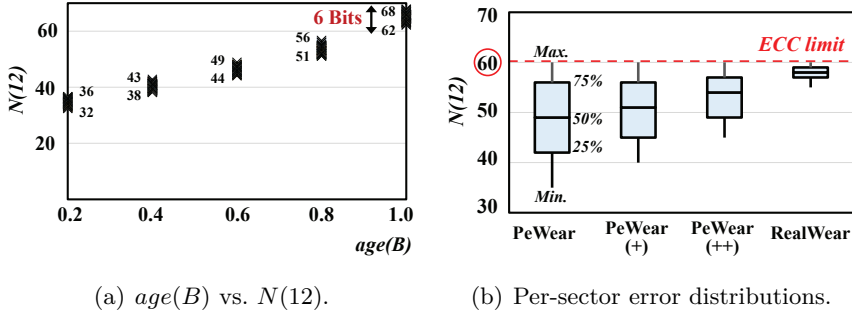 60
40
20
N(12)
36
32
43
38
49
44
56
51
68
62
6 Bits
0.2 0.4 0.6 0.8 1.0
age(B)
(a) age(B) vs. N(12).
70
60
50
40
30
N(12)
ECC limit
Max.
75%
50%
25%
Min.
PeWear
PeWear
(+)
PeWear
(++)
RealWear
(b) Per-sector error distributions.